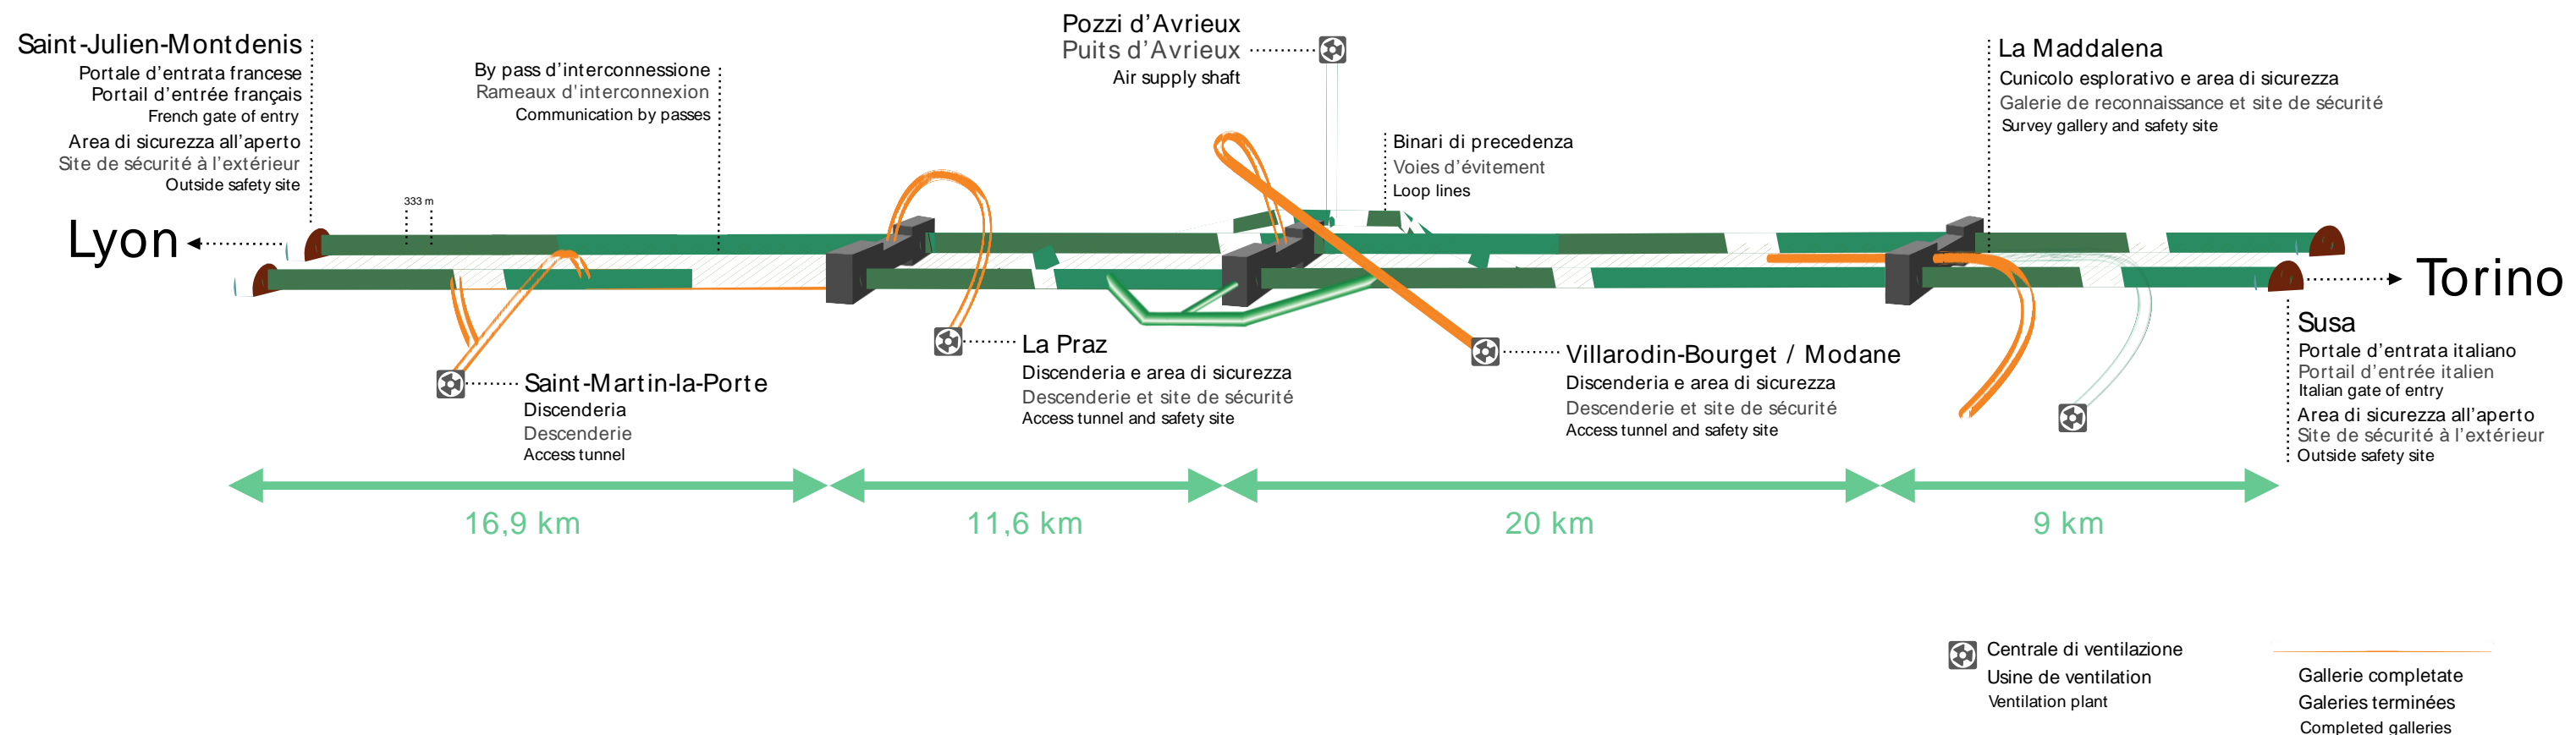 Saint-Julien-Montdenis
Portale d'entrata francese
Portail d'entrée français
French gate of entry
Area di sicurezza all'aperto
Site de sécurité à l'extérieur
Outside safety site
Lyon
333 m
By pass d'interconnessione
Rameaux d'interconnexion
Communication by passes
Pozzi d'Avrieux
Puits d'Avrieux
Air supply shaft
Binari di precedenza
Voies d'évitement
Loop lines
La Maddalena
Cunicolo esplorativo e area di sicurezza
Galerie de reconnaissance et site de sécurité
Survey gallery and safety site
Torino
Susa
Portale d'entrata italiano
Portail d'entrée italien
Italian gate of entry
Area di sicurezza all'aperto
Site de sécurité à l'extérieur
Outside safety site
Saint-Martin-la-Porte
Discenderia
Descenderie
Access tunnel
La Praz
Discenderia e area di sicurezza
Descenderie et site de sécurité
Access tunnel and safety site
Villarodin-Bourget / Modane
Discenderia e area di sicurezza
Descenderie et site de sécurité
Access tunnel and safety site
16,9 km
11,6 km
20 km
9 km
Centrale di ventilazione
Usine de ventilation
Ventilation plant
Gallerie completate
Galeries terminées
Completed galleries